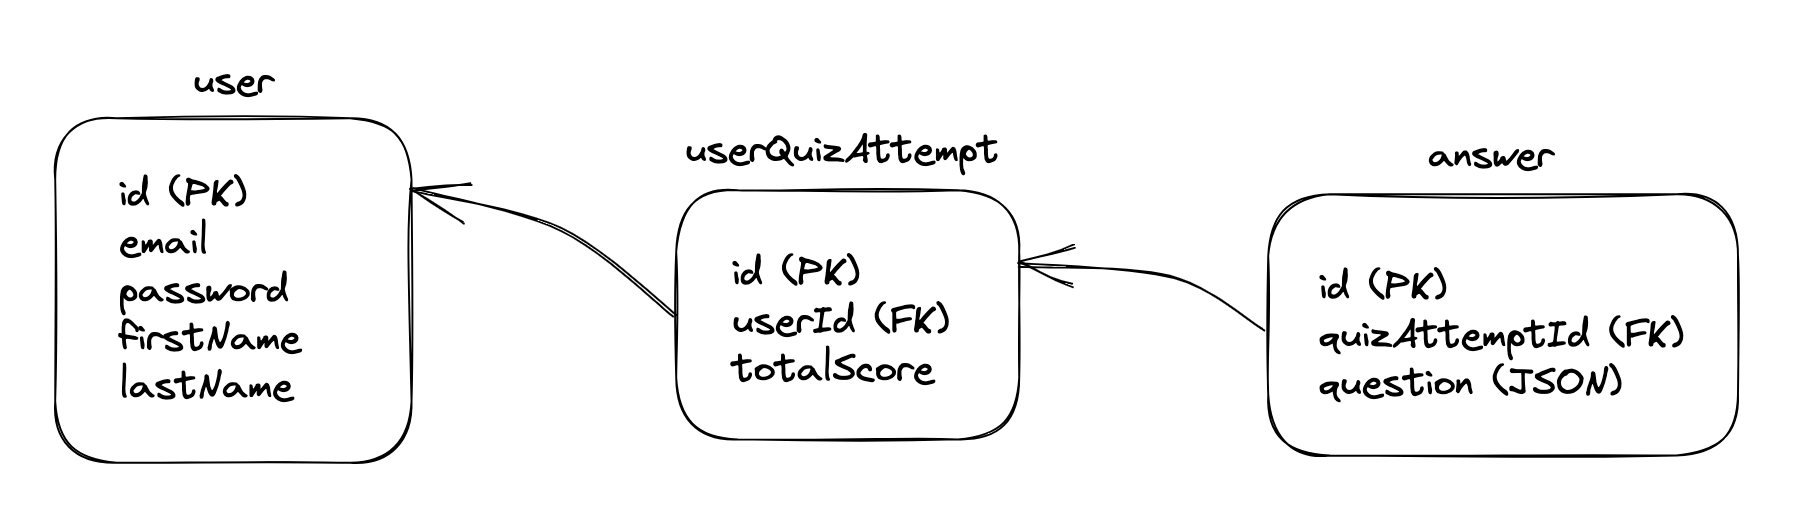 user
id (PK)
email
password
firstName
lastName
userQuizAttempt
id (PK)
userId (FK)
totalScore
answer
id (PK)
quizAttemptId (FK)
question (JSON)